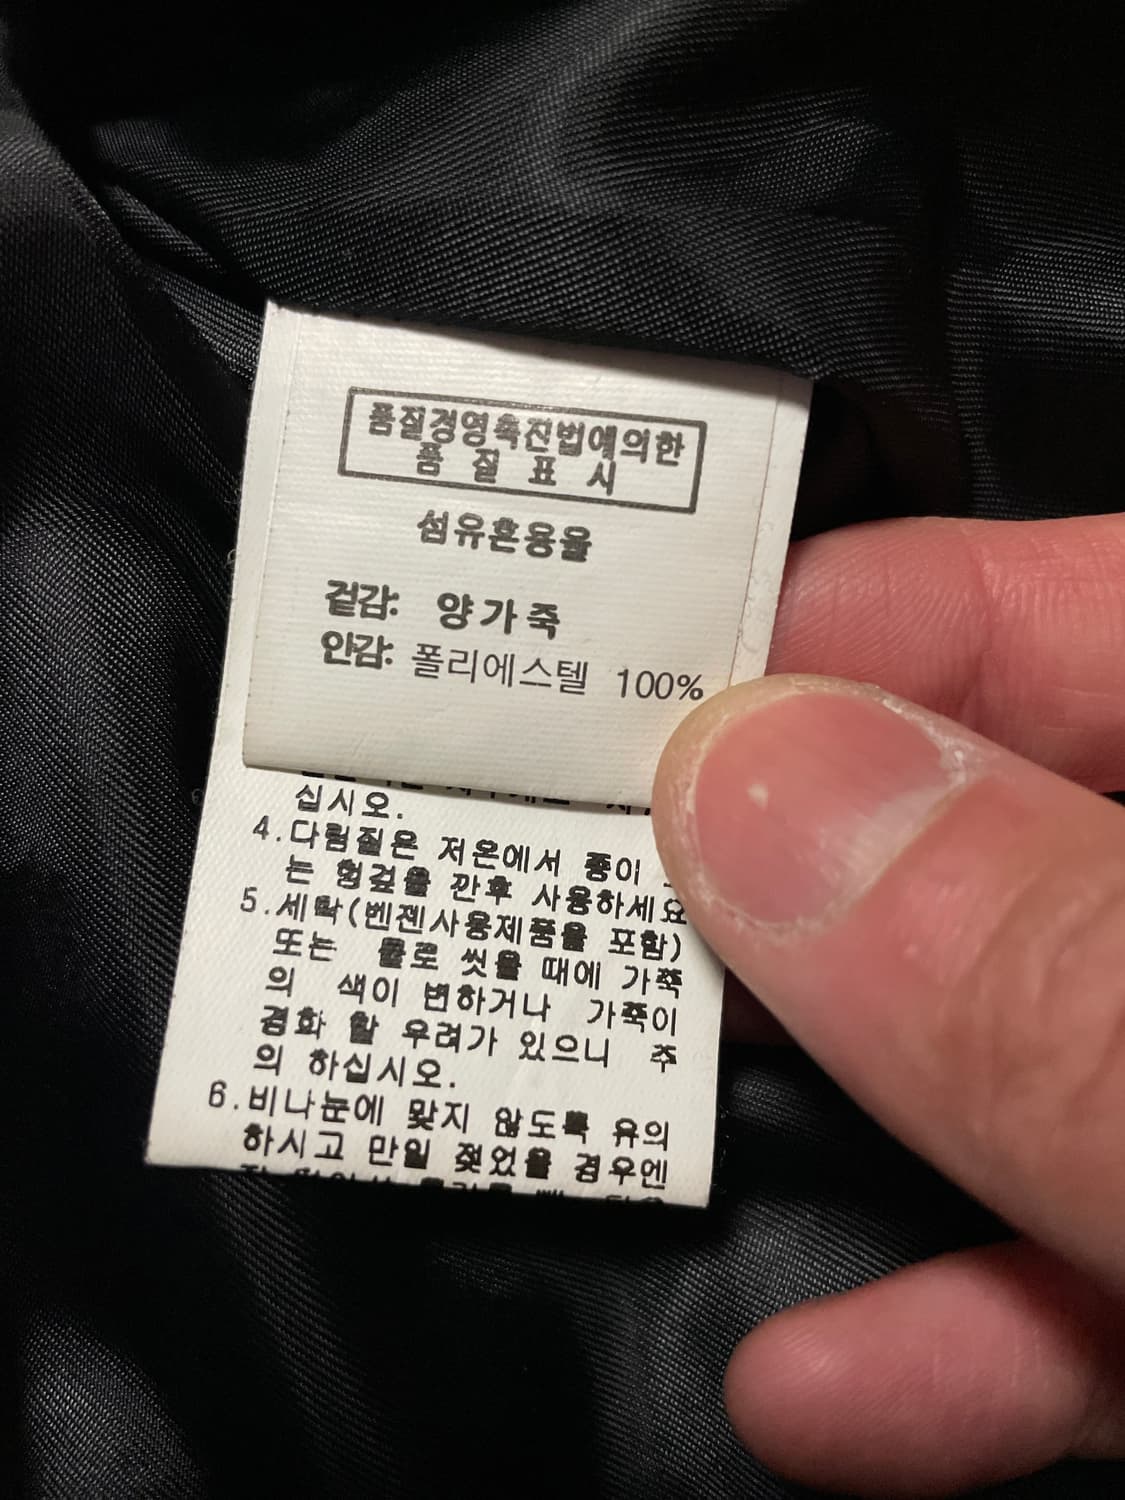 품질경영촉진법에의한
품 질 표 시
섬유혼용율
겉감: 양가죽
안감: 폴리에스텔 100%
십시오.
4.다림질은 저온에서 종이
는 헝겊을 깐후 사용하세요
5.세탁(벤젠사용제품을 포함)
또는 물로 씻을 때에 가죽
의 색이 변하거나 가죽이
경화 할 우려가 있으니 주
의 하십시오.
6.비나눈에 맞지 않도록 유의
하시고 만일 젖었을 경우엔